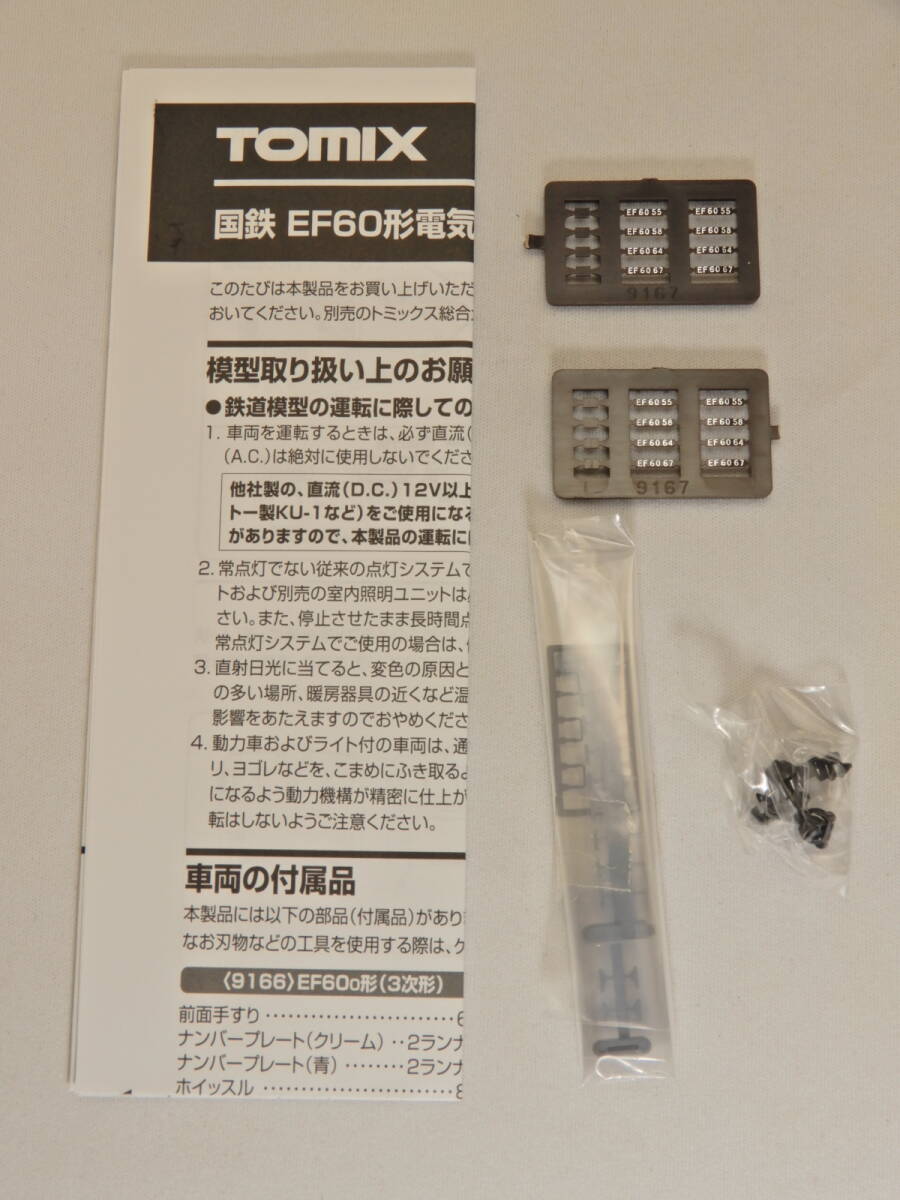 TOMIX
国鉄 EF60形電気
このたびは本製品をお買い上げいただ
おいてください。別売のトミックス総合
模型取り扱い上のお願
●鉄道模型の運転に際しての
1. 車両を運転するときは、必ず直流(
(A.C.)は絶対に使用しないでくださ
他社製の、直流(D.C.)12V以上
トー製KU-1など)をご使用になる
がありますので、本製品の運転には
2. 常点灯でない従来の点灯システムで
トおよび別売の室内照明ユニットは
さい。また、停止させたまま長時間点
常点灯システムでご使用の場合は、
3. 直射日光に当てると、変色の原因と
の多い場所、暖房器具の近くなど温
影響をあたえますのでおやめくださ
4. 動力車およびライト付の車両は、通
リ、ヨゴレなどを、こまめにふき取るよ
になるよう動力機構が精密に仕上が
転はしないようご注意ください。
車両の付属品
本製品には以下の部品(付属品)があり
なお刃物などの工具を使用する際は、ケ
〈9166〉EF60₀形(3次形)
前面手すり ························6
ナンバープレート(クリーム) ··2ランナ
ナンバープレート(青) ········2ランナ
ホイッスル ························8
EF60 55 EF60 55
EF60 58 EF60 58
EF60 64 EF60 64
EF60 67 EF60 67
9167
EF60 55 EF60 55
EF60 58 EF60 58
EF60 64 EF60 64
EF60 67 EF60 67
9167